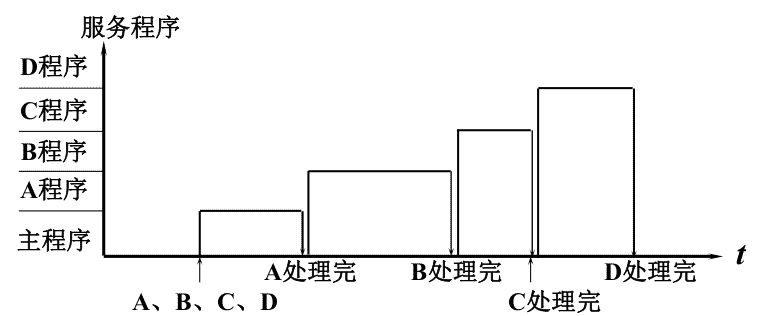 服务程序
D程序
C程序
B程序
A程序
主程序
t
A处理完
B处理完
D处理完
A、B、C、D
C处理完